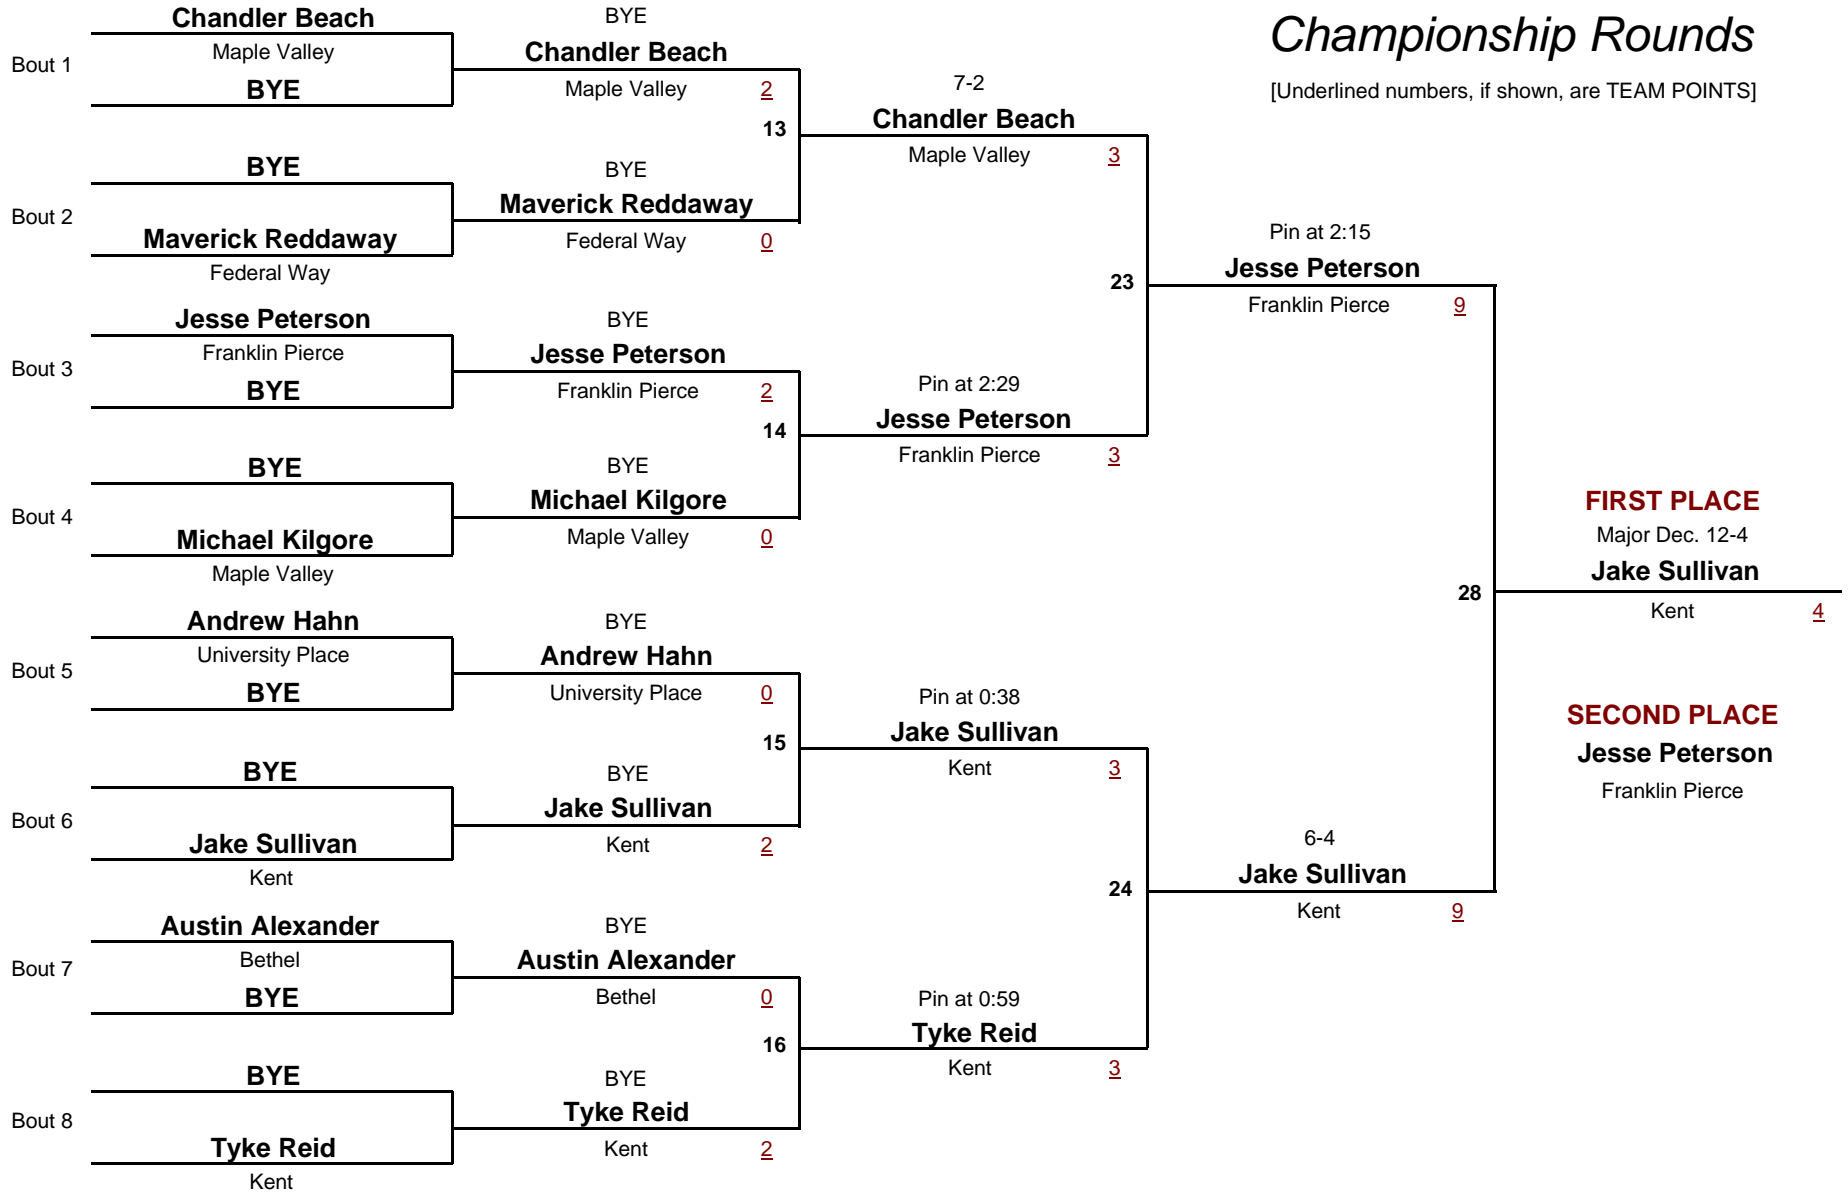 Championship Rounds
[Underlined numbers, if shown, are TEAM POINTS]
Bout 1
Chandler Beach
Maple Valley
BYE
Bout 2
BYE
Maverick Reddaway
Federal Way
Bout 3
Jesse Peterson
Franklin Pierce
BYE
Bout 4
BYE
Michael Kilgore
Maple Valley
Bout 5
Andrew Hahn
University Place
BYE
Bout 6
BYE
Jake Sullivan
Kent
Bout 7
Austin Alexander
Bethel
BYE
Bout 8
BYE
Tyke Reid
Kent
BYE
Chandler Beach
Maple Valley 2
13
BYE
Maverick Reddaway
Federal Way 0
BYE
Jesse Peterson
Franklin Pierce 2
14
BYE
Michael Kilgore
Maple Valley 0
BYE
Andrew Hahn
University Place 0
15
BYE
Jake Sullivan
Kent 2
BYE
Austin Alexander
Bethel 0
16
BYE
Tyke Reid
Kent 2
7-2
Chandler Beach
Maple Valley 3
23
Pin at 2:29
Jesse Peterson
Franklin Pierce 3
Pin at 0:38
Jake Sullivan
Kent 3
24
Pin at 0:59
Tyke Reid
Kent 3
Pin at 2:15
Jesse Peterson
Franklin Pierce 9
28
6-4
Jake Sullivan
Kent 9
FIRST PLACE
Major Dec. 12-4
Jake Sullivan
Kent 4
SECOND PLACE
Jesse Peterson
Franklin Pierce